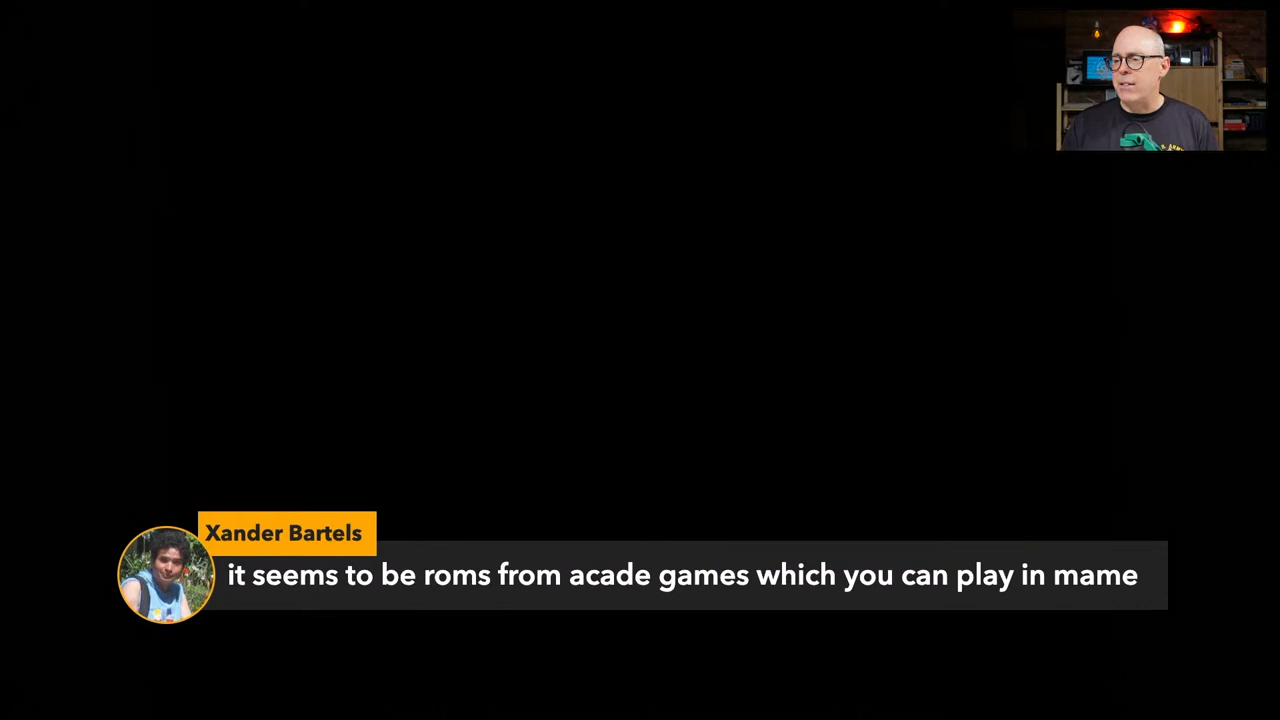 Xander Bartels
it seems to be roms from acade games which you can play in mame